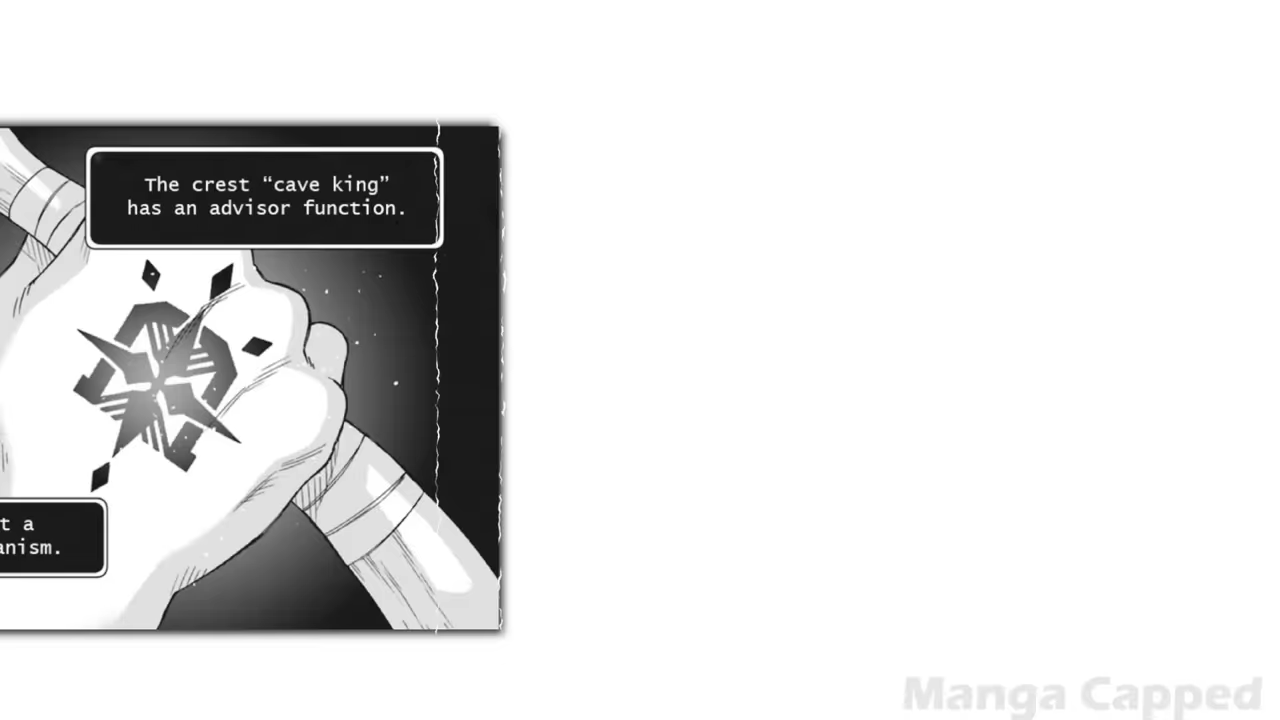 The crest “cave king”
has an advisor function.
t a
anism.
Manga Capped